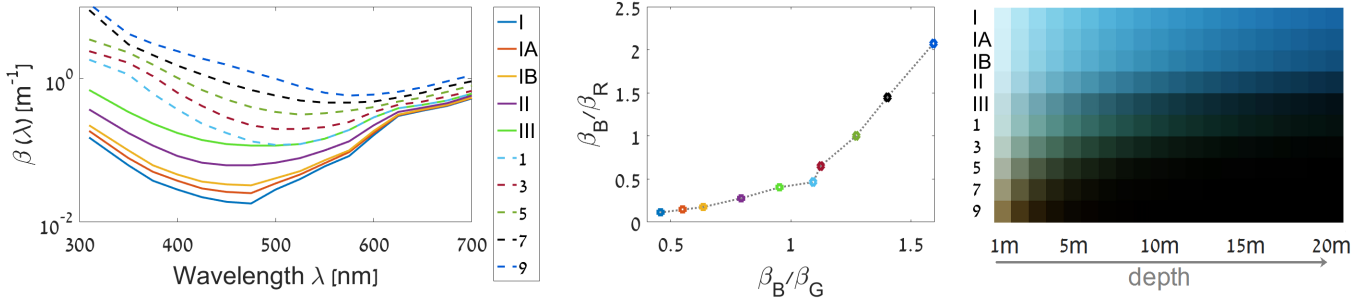 β (λ) [m⁻¹]
10⁰
10⁻²
300 400 500 600 700
Wavelength λ [nm]
I
IA
IB
II
III
1
3
5
7
9
β_B/β_R
2.5
2
1.5
1
0.5
0
0.5 1 1.5
β_B/β_G
I
IA
IB
II
III
1
3
5
7
9
1m 5m 10m 15m 20m
depth